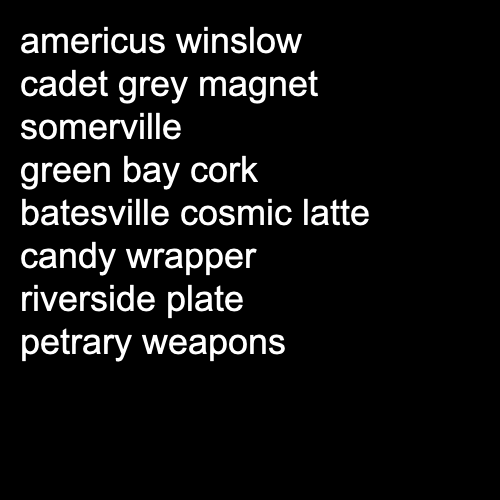 americus winslow
cadet grey magnet
somerville
green bay cork
batesville cosmic latte
candy wrapper
riverside plate
petrary weapons